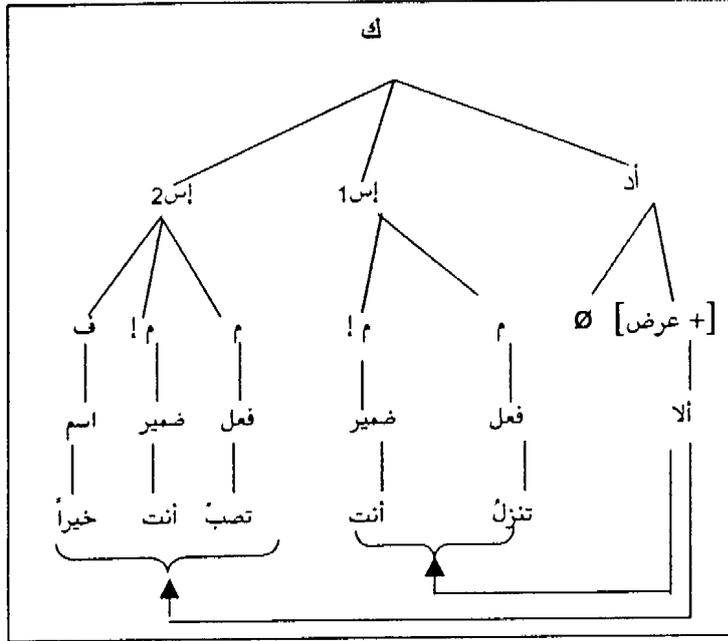 ك
أد إس1 إس2
[+ عرض] Ø م م ! م م ! ف
ألا فعل ضمير فعل ضمير اسم
تنزلُ أنت تصبْ أنت خيراً